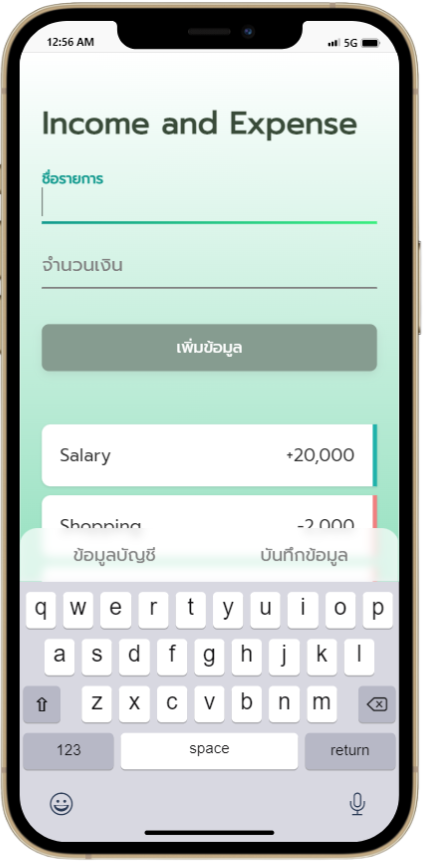 12:56 AM 5G
Income and Expense
ชื่อรายการ
จำนวนเงิน
เพิ่มข้อมูล
Salary +20,000
Shopping -2,000
ข้อมูลบัญชี บันทึกข้อมูล
q w e r t y u i o p
a s d f g h j k l
z x c v b n m
123 space return